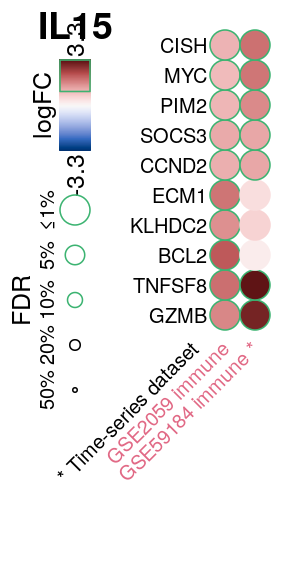 IL15
3.3
logFC
-3.3
FDR
≤1%
5%
10%
20%
50%
CISH
MYC
PIM2
SOCS3
CCND2
ECM1
KLHDC2
BCL2
TNFSF8
GZMB
* Time-series dataset
GSE2059 immune
GSE59184 immune *